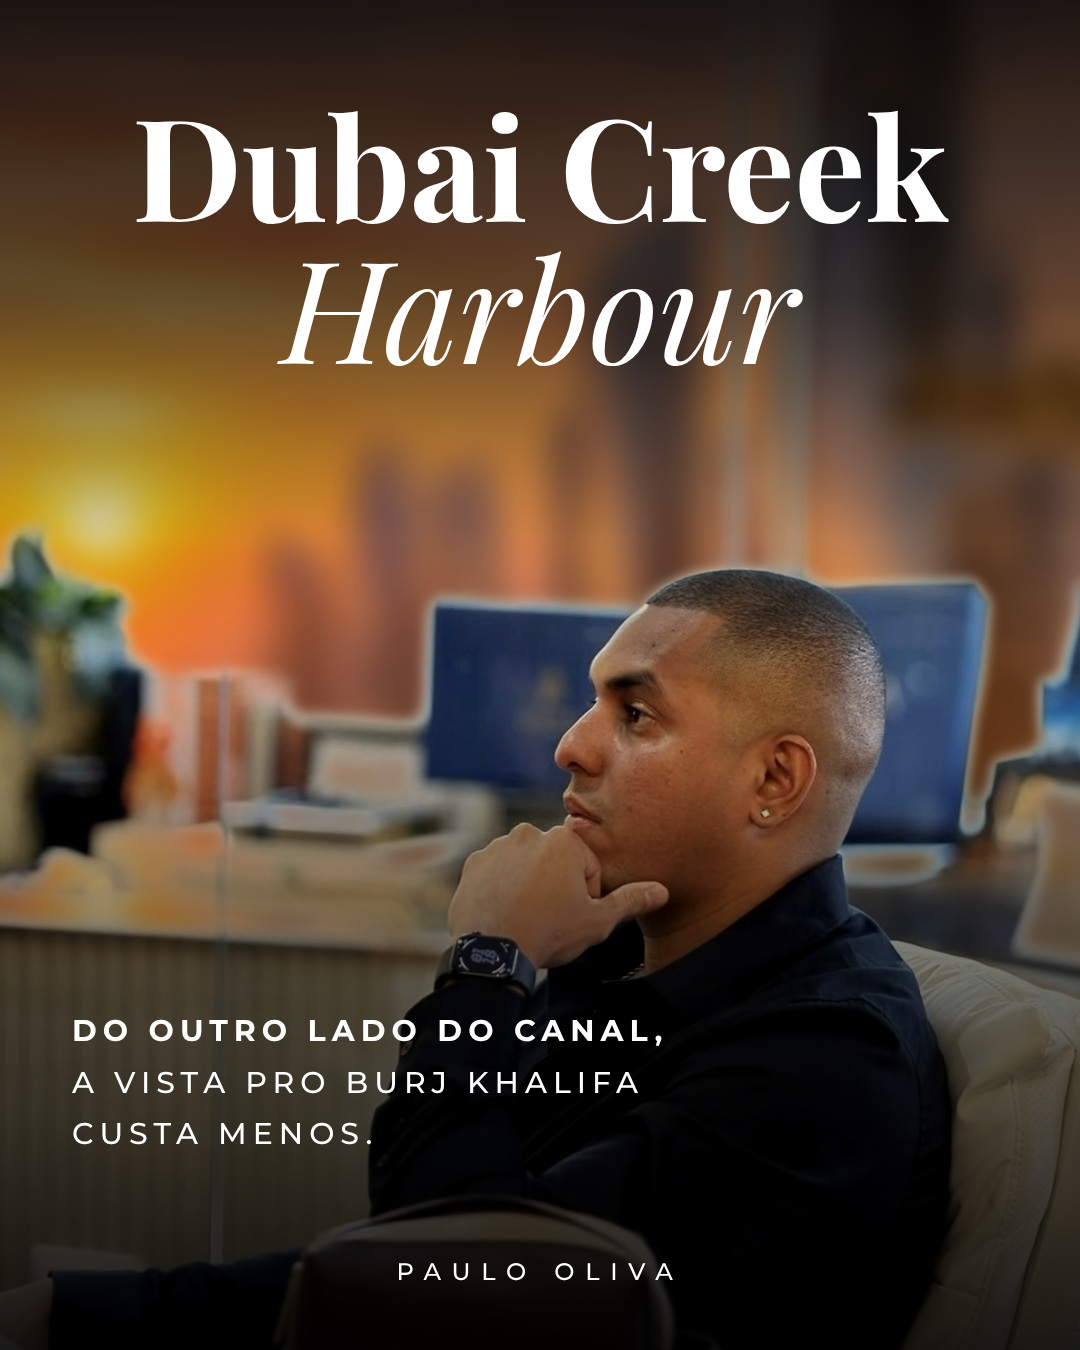 Dubai Creek
Harbour
DO OUTRO LADO DO CANAL,
A VISTA PRO BURJ KHALIFA
CUSTA MENOS.
PAULO OLIVA